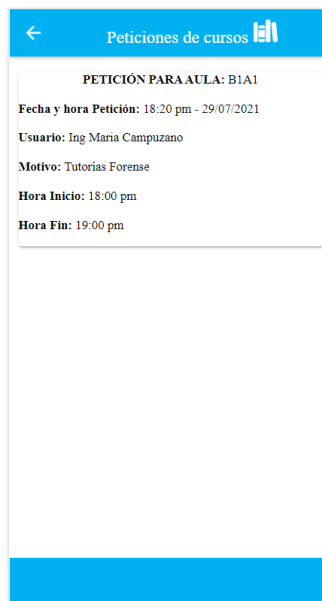 Peticiones de cursos
PETICIÓN PARA AULA: B1A1
Fecha y hora Petición: 18:20 pm - 29/07/2021
Usuario: Ing Maria Campuzano
Motivo: Tutorias Forense
Hora Inicio: 18:00 pm
Hora Fin: 19:00 pm